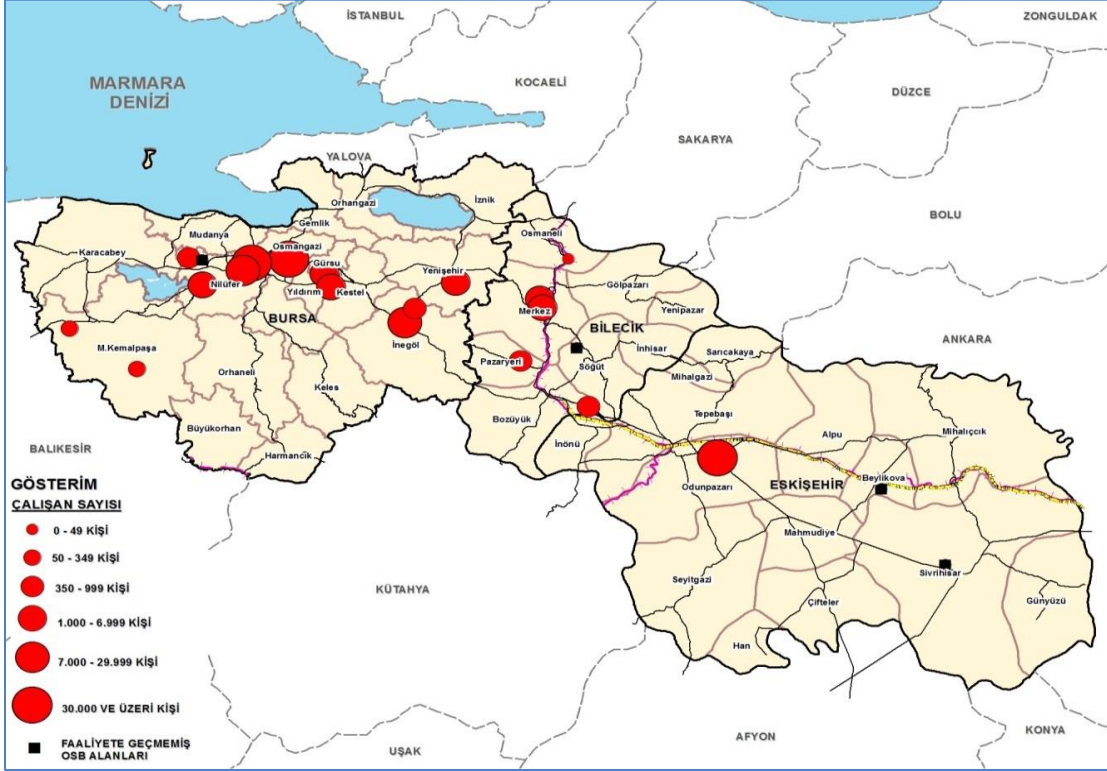 İSTANBUL
ZONGULDAK
MARMARA
DENİZİ
KOCAELİ
DÜZCE
SAKARYA
YALOVA
BOLU
Orhangazi
İznik
Gemlik
Mudanya
Osmaneli
Karacabey
Osmangazi
Gürsu
Yenişehir
Nilüfer
Yıldırım
Kestel
Gölpazarı
BURSA
Merkez
Yenipazar
BİLECİK
M.Kemalpaşa
İnegöl
İnhisar
Sarıcakaya
ANKARA
Pazaryeri
Söğüt
Mihalgazi
Orhaneli
Keles
Tepebaşı
Bozüyük
Büyükorhan
İnönü
Alpu
Mihalıçcık
BALIKESİR
Harmancık
GÖSTERİM
ÇALIŞAN SAYISI
0 - 49 KİŞİ
50 - 349 KİŞİ
350 - 999 KİŞİ
1.000 - 6.999 KİŞİ
7.000 - 29.999 KİŞİ
30.000 VE ÜZERİ KİŞİ
FAALİYETE GEÇMEMİŞ
OSB ALANLARI
Beylikova
Odunpazarı
ESKİŞEHİR
Mahmudiye
Sivrihisar
Seyitgazi
KÜTAHYA
Çifteler
Günyüzü
Han
UŞAK
AFYON
KONYA